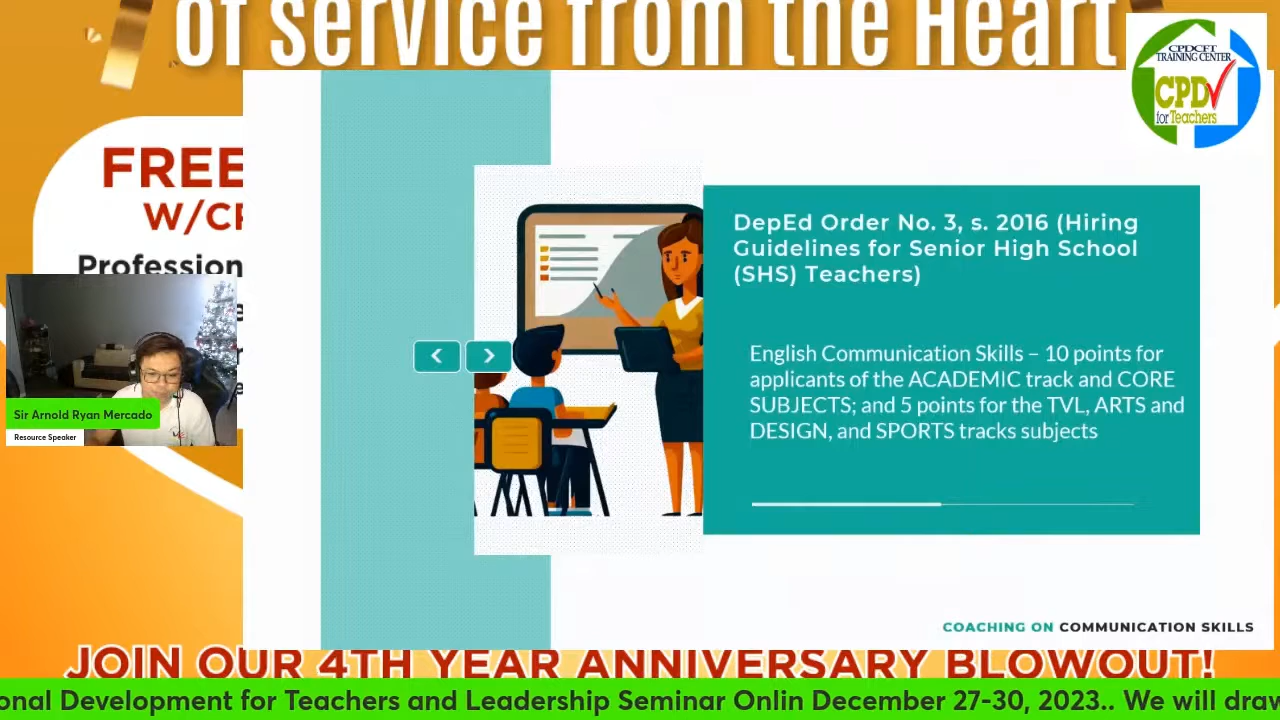 of service from the Heart
CPDCFT
TRAINING CENTER
CPD
for Teachers
FREE
W/CP
Profession
DepEd Order No. 3, s. 2016 (Hiring
Guidelines for Senior High School
(SHS) Teachers)
English Communication Skills – 10 points for
applicants of the ACADEMIC track and CORE
SUBJECTS; and 5 points for the TVL, ARTS and
DESIGN, and SPORTS tracks subjects
Sir Arnold Ryan Mercado
Resource Speaker
COACHING ON COMMUNICATION SKILLS
JOIN OUR 4TH YEAR ANNIVERSARY BLOWOUT!
onal Development for Teachers and Leadership Seminar Onlin December 27-30, 2023.. We will draw